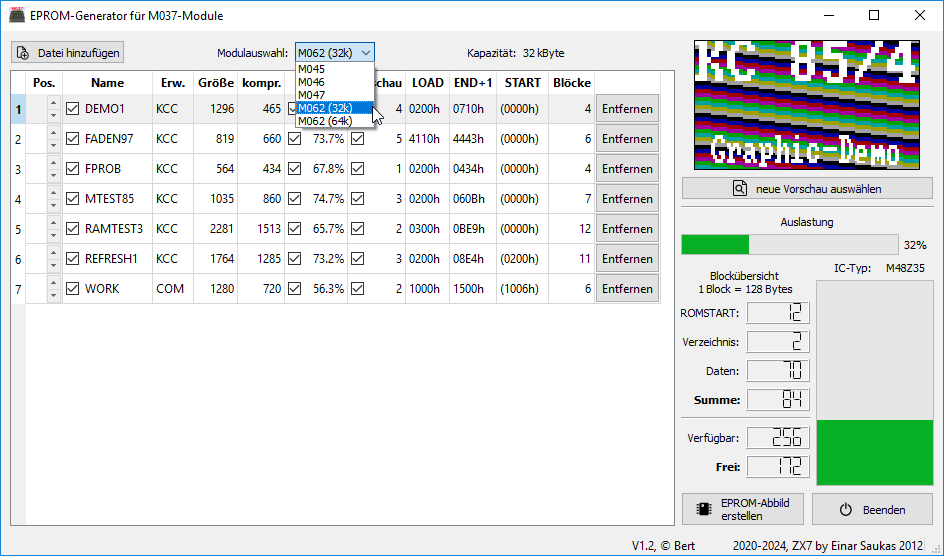 EPROM-Generator für M037-Module
Datei hinzufügen Modulauswahl: M062 (32k) Kapazität: 32 kByte
M045
M046
M047
M062 (32k)
M062 (64k)
Pos. Name Erw. Größe kompr. schau LOAD END+1 START Blöcke
1 DEMO1 KCC 1296 465 4 0200h 0710h (0000h) 4 Entfernen
2 FADEN97 KCC 819 660 73.7% 5 4110h 4443h (0000h) 6 Entfernen
3 FPROB KCC 564 434 67.8% 1 0200h 0434h (0000h) 4 Entfernen
4 MTEST85 KCC 1035 860 74.7% 3 0200h 060Bh (0000h) 7 Entfernen
5 RAMTEST3 KCC 2281 1513 65.7% 2 0300h 0BE9h (0000h) 12 Entfernen
6 REFRESH1 KCC 1764 1285 73.2% 3 0200h 08E4h (0200h) 11 Entfernen
7 WORK COM 1280 720 56.3% 2 1000h 1500h (1006h) 6 Entfernen
Graphic-Demo
neue Vorschau auswählen
Auslastung
32%
IC-Typ: M48Z35
Blockübersicht
1 Block = 128 Bytes
ROMSTART: 12
Verzeichnis: 2
Daten: 70
Summe: 84
Verfügbar: 256
Frei: 172
EPROM-Abbild
erstellen
Beenden
V1.2, © Bert 2020-2024, ZX7 by Einar Saukas 2012